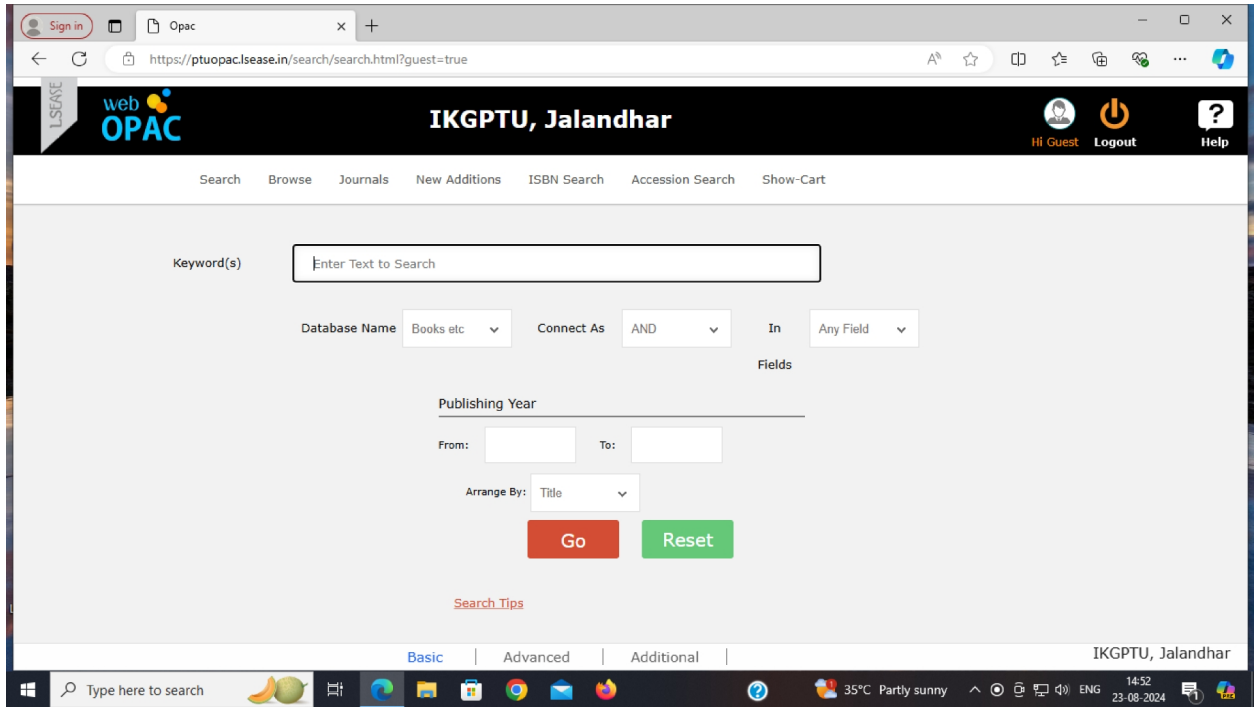 Sign in Opac
https://ptuopac.lsease.in/search/search.html?guest=true
LSEASE
web
OPAC
IKGPTU, Jalandhar
Hi Guest Logout ? Help
Search Browse Journals New Additions ISBN Search Accession Search Show-Cart
Keyword(s) Enter Text to Search
Database Name Books etc Connect As AND In Any Field
Fields
Publishing Year
From: To:
Arrange By: Title
Go Reset
Search Tips
Basic | Advanced | Additional |
IKGPTU, Jalandhar
Type here to search 35°C Partly sunny ENG 14:52
23-08-2024